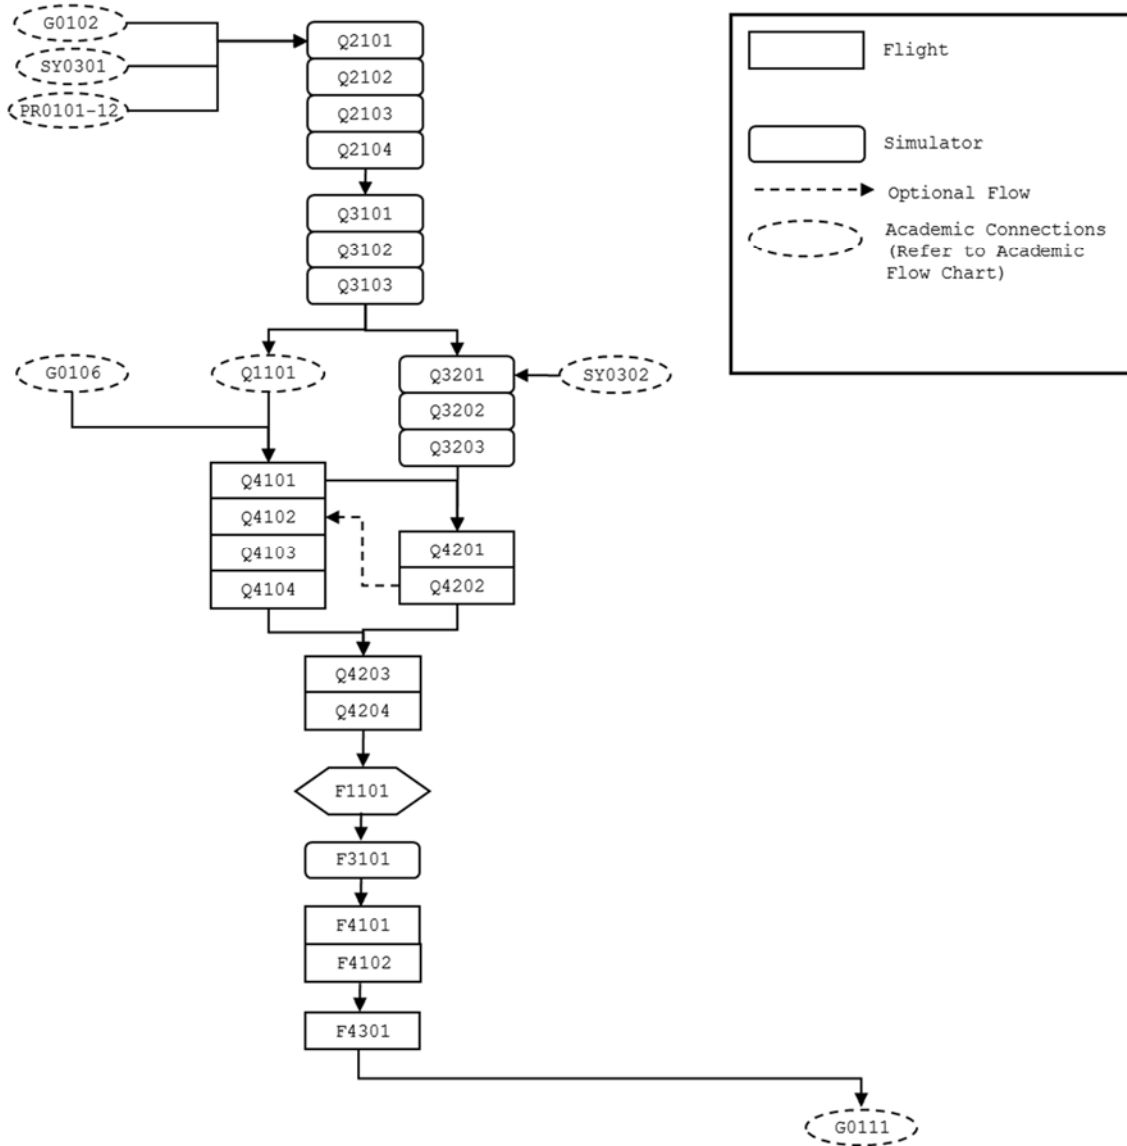 G0102
SY0301
PR0101-12
Q2101
Q2102
Q2103
Q2104
Q3101
Q3102
Q3103
G0106
Q1101
Q3201
SY0302
Q3202
Q3203
Q4101
Q4102
Q4103
Q4104
Q4201
Q4202
Q4203
Q4204
F1101
F3101
F4101
F4102
F4301
G0111
Flight
Simulator
Optional Flow
Academic Connections
(Refer to Academic
Flow Chart)